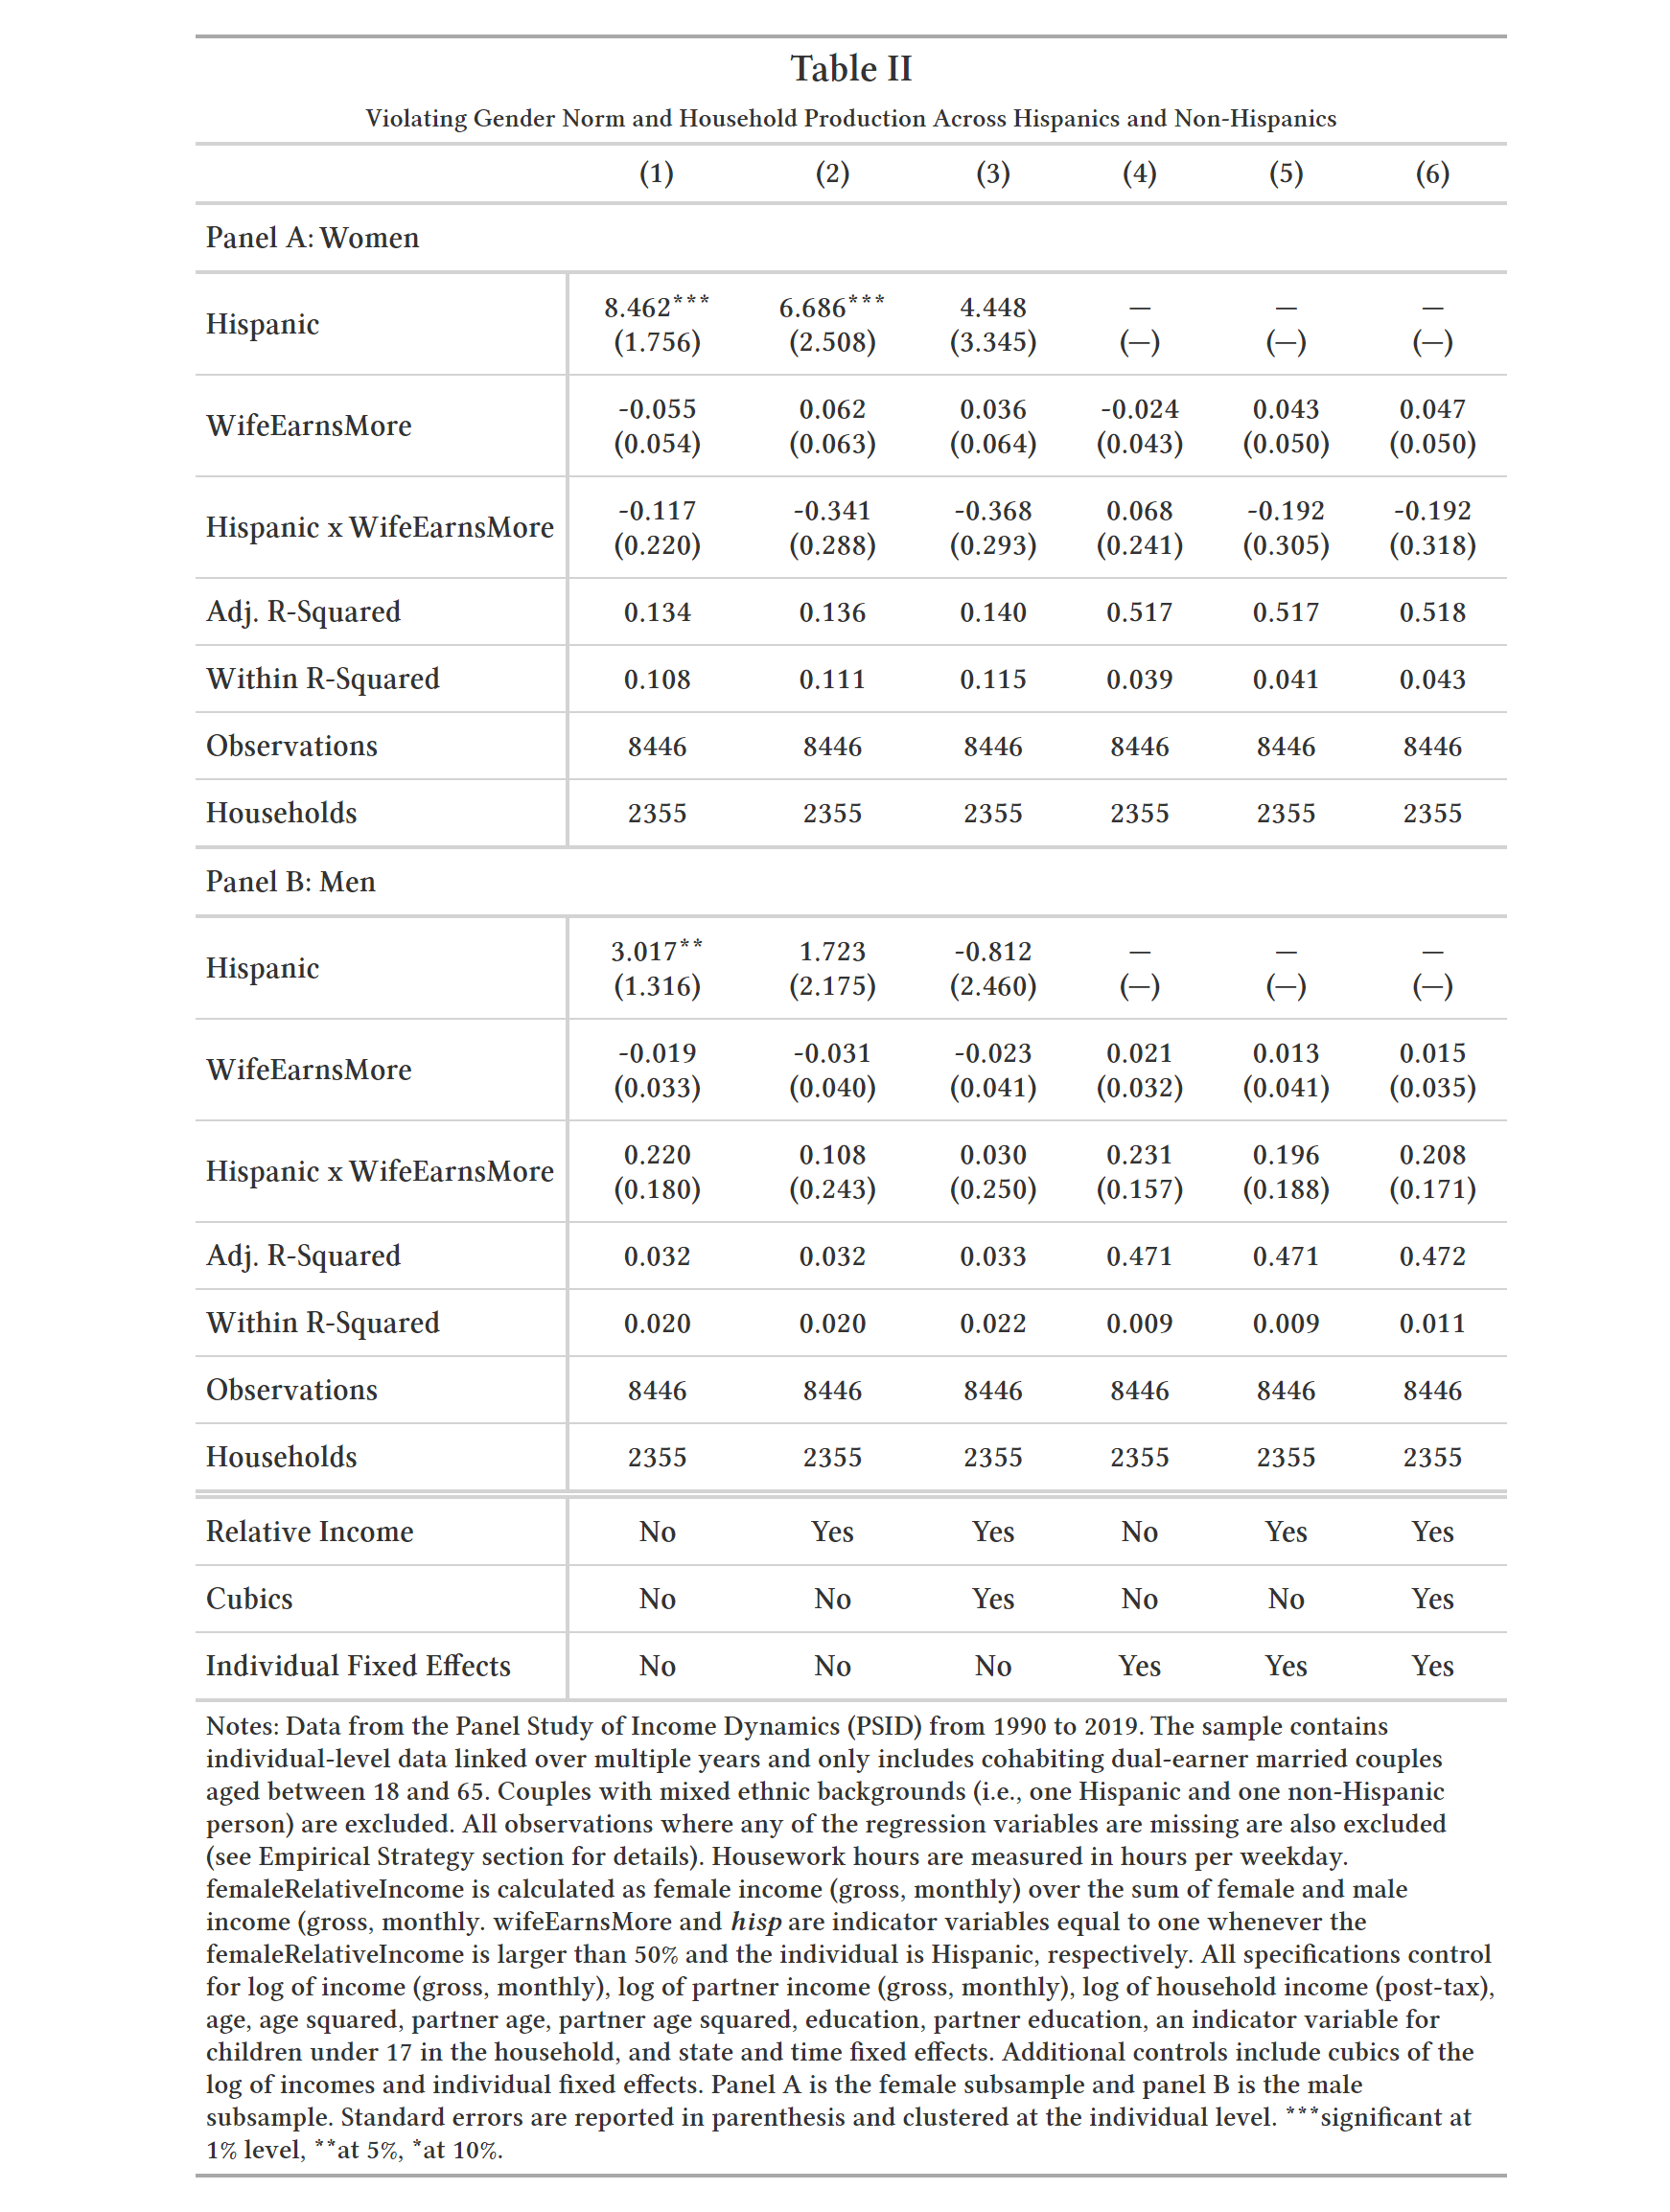 Table II
Violating Gender Norm and Household Production Across Hispanics and Non-Hispanics
(1) (2) (3) (4) (5) (6)
Panel A: Women
Hispanic 8.462*** 6.686*** 4.448 — — —
(1.756) (2.508) (3.345) (—) (—) (—)
WifeEarnsMore -0.055 0.062 0.036 -0.024 0.043 0.047
(0.054) (0.063) (0.064) (0.043) (0.050) (0.050)
Hispanic x WifeEarnsMore -0.117 -0.341 -0.368 0.068 -0.192 -0.192
(0.220) (0.288) (0.293) (0.241) (0.305) (0.318)
Adj. R-Squared 0.134 0.136 0.140 0.517 0.517 0.518
Within R-Squared 0.108 0.111 0.115 0.039 0.041 0.043
Observations 8446 8446 8446 8446 8446 8446
Households 2355 2355 2355 2355 2355 2355
Panel B: Men
Hispanic 3.017** 1.723 -0.812 — — —
(1.316) (2.175) (2.460) (—) (—) (—)
WifeEarnsMore -0.019 -0.031 -0.023 0.021 0.013 0.015
(0.033) (0.040) (0.041) (0.032) (0.041) (0.035)
Hispanic x WifeEarnsMore 0.220 0.108 0.030 0.231 0.196 0.208
(0.180) (0.243) (0.250) (0.157) (0.188) (0.171)
Adj. R-Squared 0.032 0.032 0.033 0.471 0.471 0.472
Within R-Squared 0.020 0.020 0.022 0.009 0.009 0.011
Observations 8446 8446 8446 8446 8446 8446
Households 2355 2355 2355 2355 2355 2355
Relative Income No Yes Yes No Yes Yes
Cubics No No Yes No No Yes
Individual Fixed Effects No No No Yes Yes Yes
Notes: Data from the Panel Study of Income Dynamics (PSID) from 1990 to 2019. The sample contains
individual-level data linked over multiple years and only includes cohabiting dual-earner married couples
aged between 18 and 65. Couples with mixed ethnic backgrounds (i.e., one Hispanic and one non-Hispanic
person) are excluded. All observations where any of the regression variables are missing are also excluded
(see Empirical Strategy section for details). Housework hours are measured in hours per weekday.
femaleRelativeIncome is calculated as female income (gross, monthly) over the sum of female and male
income (gross, monthly. wifeEarnsMore and hisp are indicator variables equal to one whenever the
femaleRelativeIncome is larger than 50% and the individual is Hispanic, respectively. All specifications control
for log of income (gross, monthly), log of partner income (gross, monthly), log of household income (post-tax),
age, age squared, partner age, partner age squared, education, partner education, an indicator variable for
children under 17 in the household, and state and time fixed effects. Additional controls include cubics of the
log of incomes and individual fixed effects. Panel A is the female subsample and panel B is the male
subsample. Standard errors are reported in parenthesis and clustered at the individual level. ***significant at
1% level, **at 5%, *at 10%.